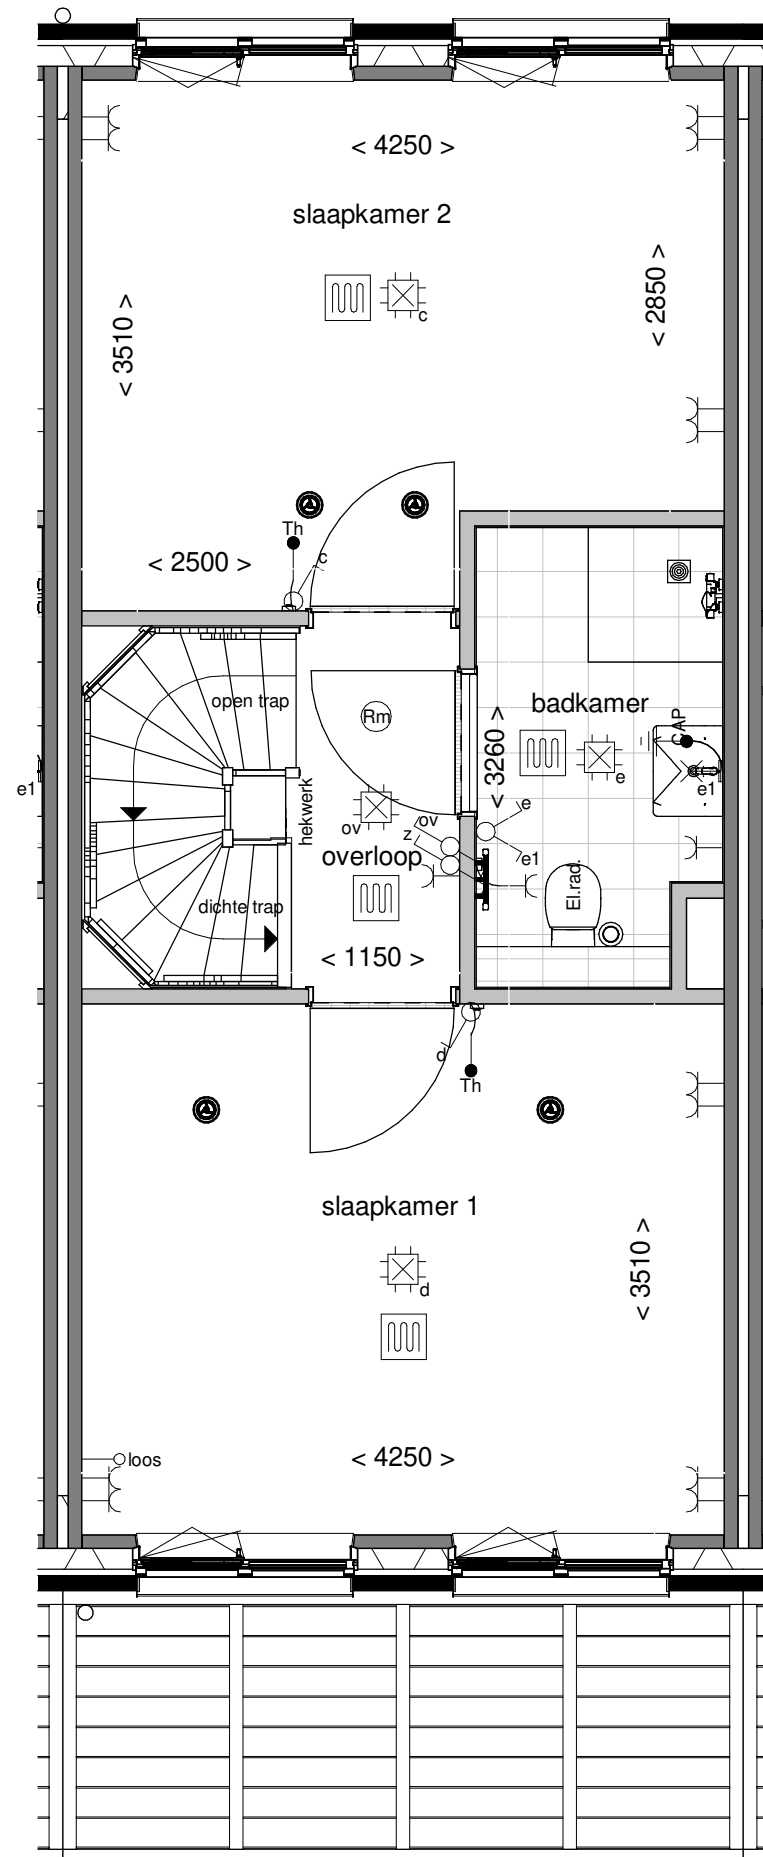 < 4250 >
slaapkamer 2
< 2850 >
< 3510 >
c
Th
c
< 2500 >
open trap
Rm
badkamer
CAP
e1
< 3260 >
e
e1
hekwerk
ov
ov
z
e
e1
overloop
El.rad.
dichte trap
< 1150 >
d
Th
slaapkamer 1
< 3510 >
d
loos
< 4250 >